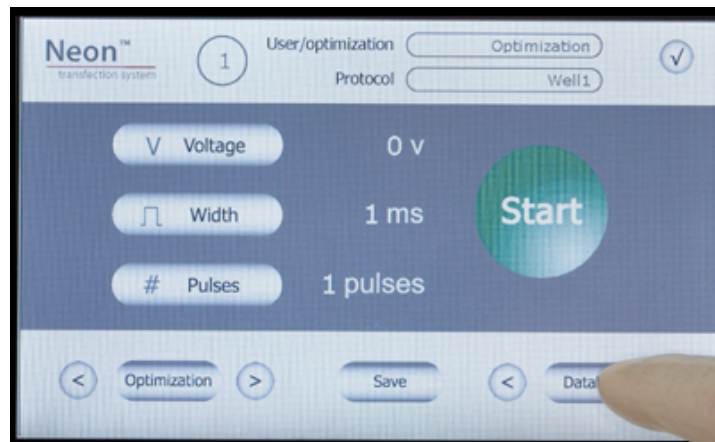 Neon™
transfection system
1
User/optimization Optimization
Protocol Well1
√
V Voltage 0 v
Width 1 ms
# Pulses 1 pulses
Start
< Optimization > Save <